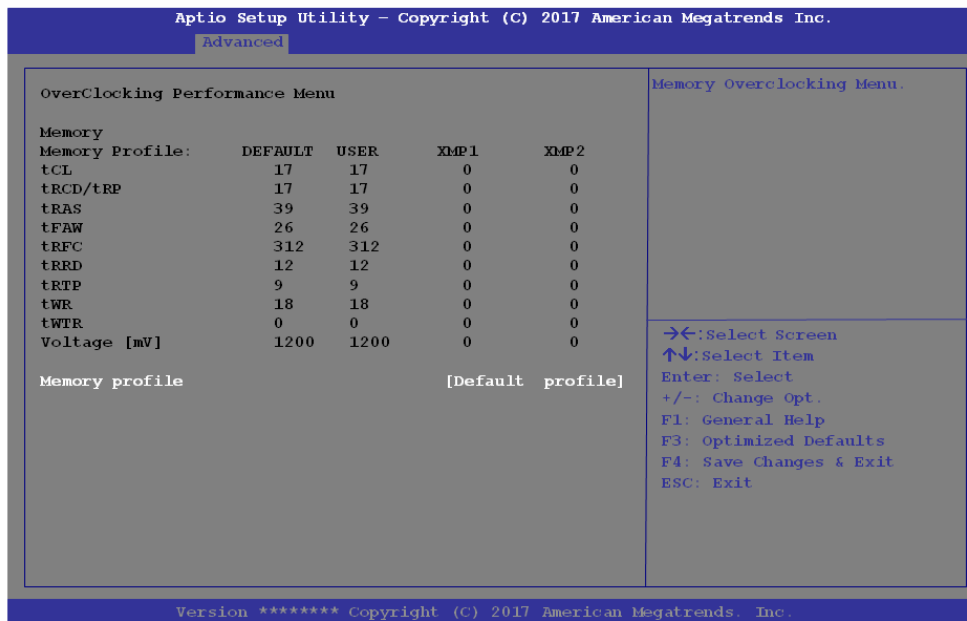 Aptio Setup Utility – Copyright (C) 2017 American Megatrends Inc.
Advanced
OverClocking Performance Menu
Memory
Memory Profile: DEFAULT USER XMP1 XMP2
tCL 17 17 0 0
tRCD/tRP 17 17 0 0
tRAS 39 39 0 0
tFAW 26 26 0 0
tRFC 312 312 0 0
tRRD 12 12 0 0
tRTP 9 9 0 0
tWR 18 18 0 0
tWTR 0 0 0 0
Voltage [mV] 1200 1200 0 0
Memory profile [Default profile]
Memory Overclocking Menu.
→←:Select Screen
↑↓:Select Item
Enter: Select
+/-: Change Opt.
F1: General Help
F3: Optimized Defaults
F4: Save Changes & Exit
ESC: Exit
Version ******** Copyright (C) 2017 American Megatrends. Inc.